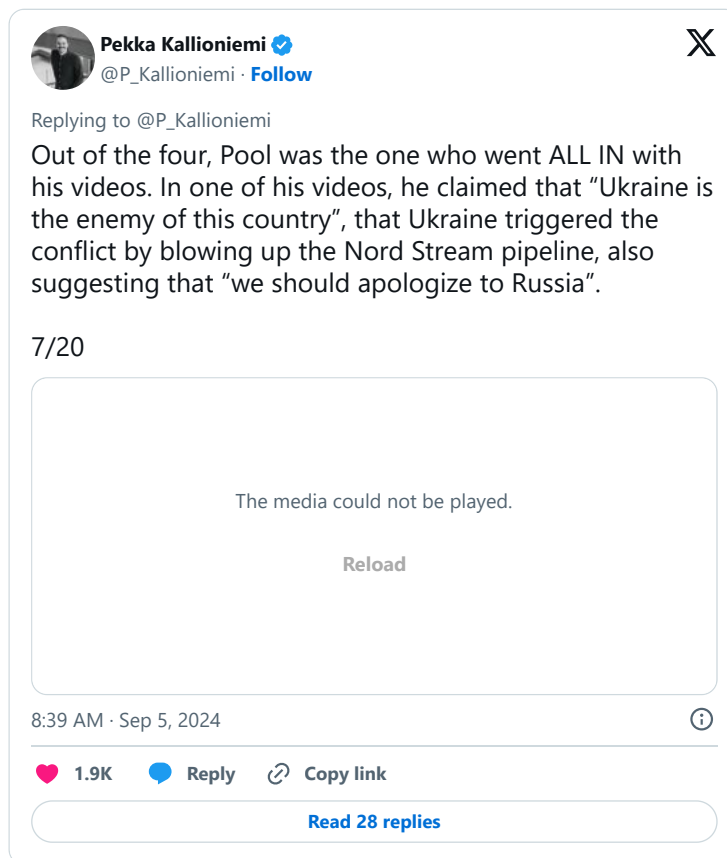 Pekka Kallioniemi
@P_Kallioniemi · Follow
Replying to @P_Kallioniemi
Out of the four, Pool was the one who went ALL IN with
his videos. In one of his videos, he claimed that “Ukraine is
the enemy of this country”, that Ukraine triggered the
conflict by blowing up the Nord Stream pipeline, also
suggesting that “we should apologize to Russia”.
7/20
The media could not be played.
Reload
8:39 AM · Sep 5, 2024
1.9K Reply Copy link
Read 28 replies